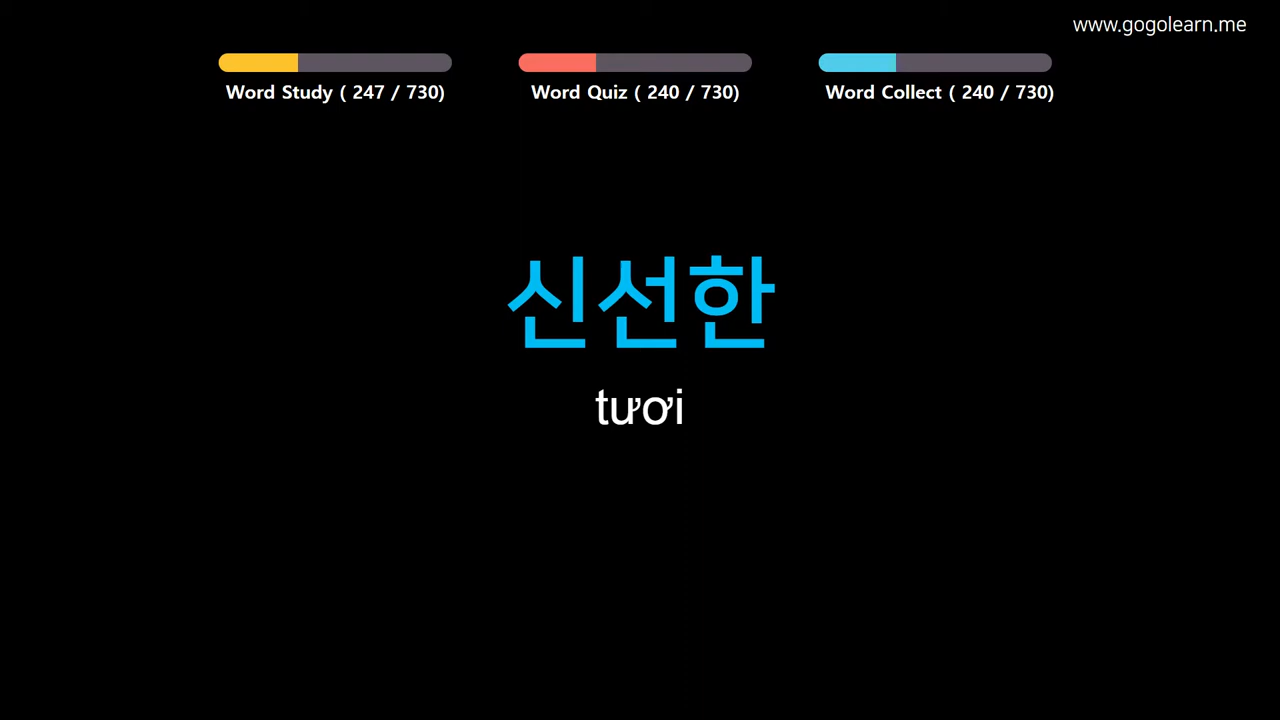 www.gogolearn.me
Word Study ( 247 / 730)
Word Quiz ( 240 / 730)
Word Collect ( 240 / 730)
신선한
tươi